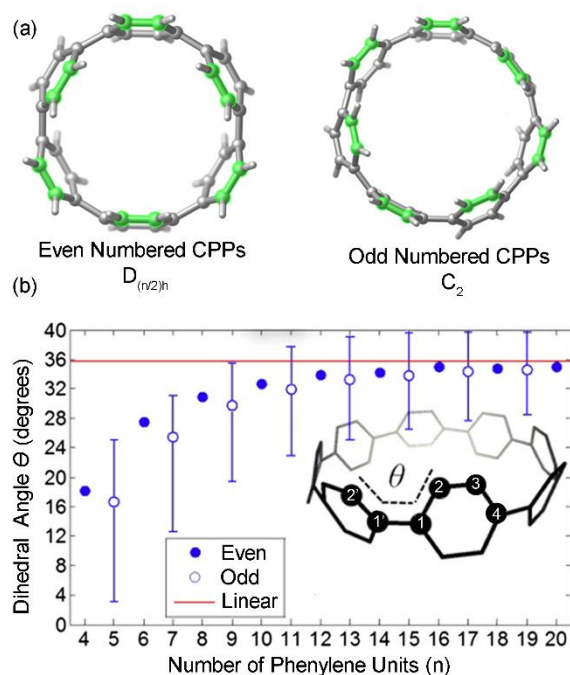 (a)
Even Numbered CPPs
D(n/2)h
Odd Numbered CPPs
C2
(b)
Dihedral Angle Θ (degrees)
40
36
32
28
24
20
18
16
12
8
4
0
θ
2'
1'
1
2
3
4
Even
Odd
Linear
4 5 6 7 8 9 10 11 12 13 14 15 16 17 18 19 20
Number of Phenylene Units (n)